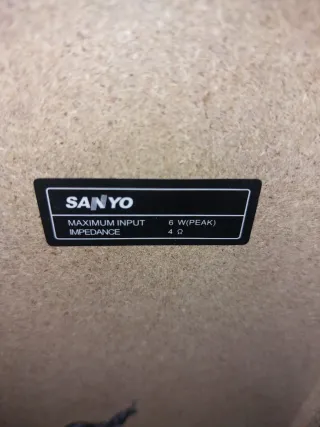 SANYO
MAXIMUM INPUT 6 W(PEAK)
IMPEDANCE 4 Ω